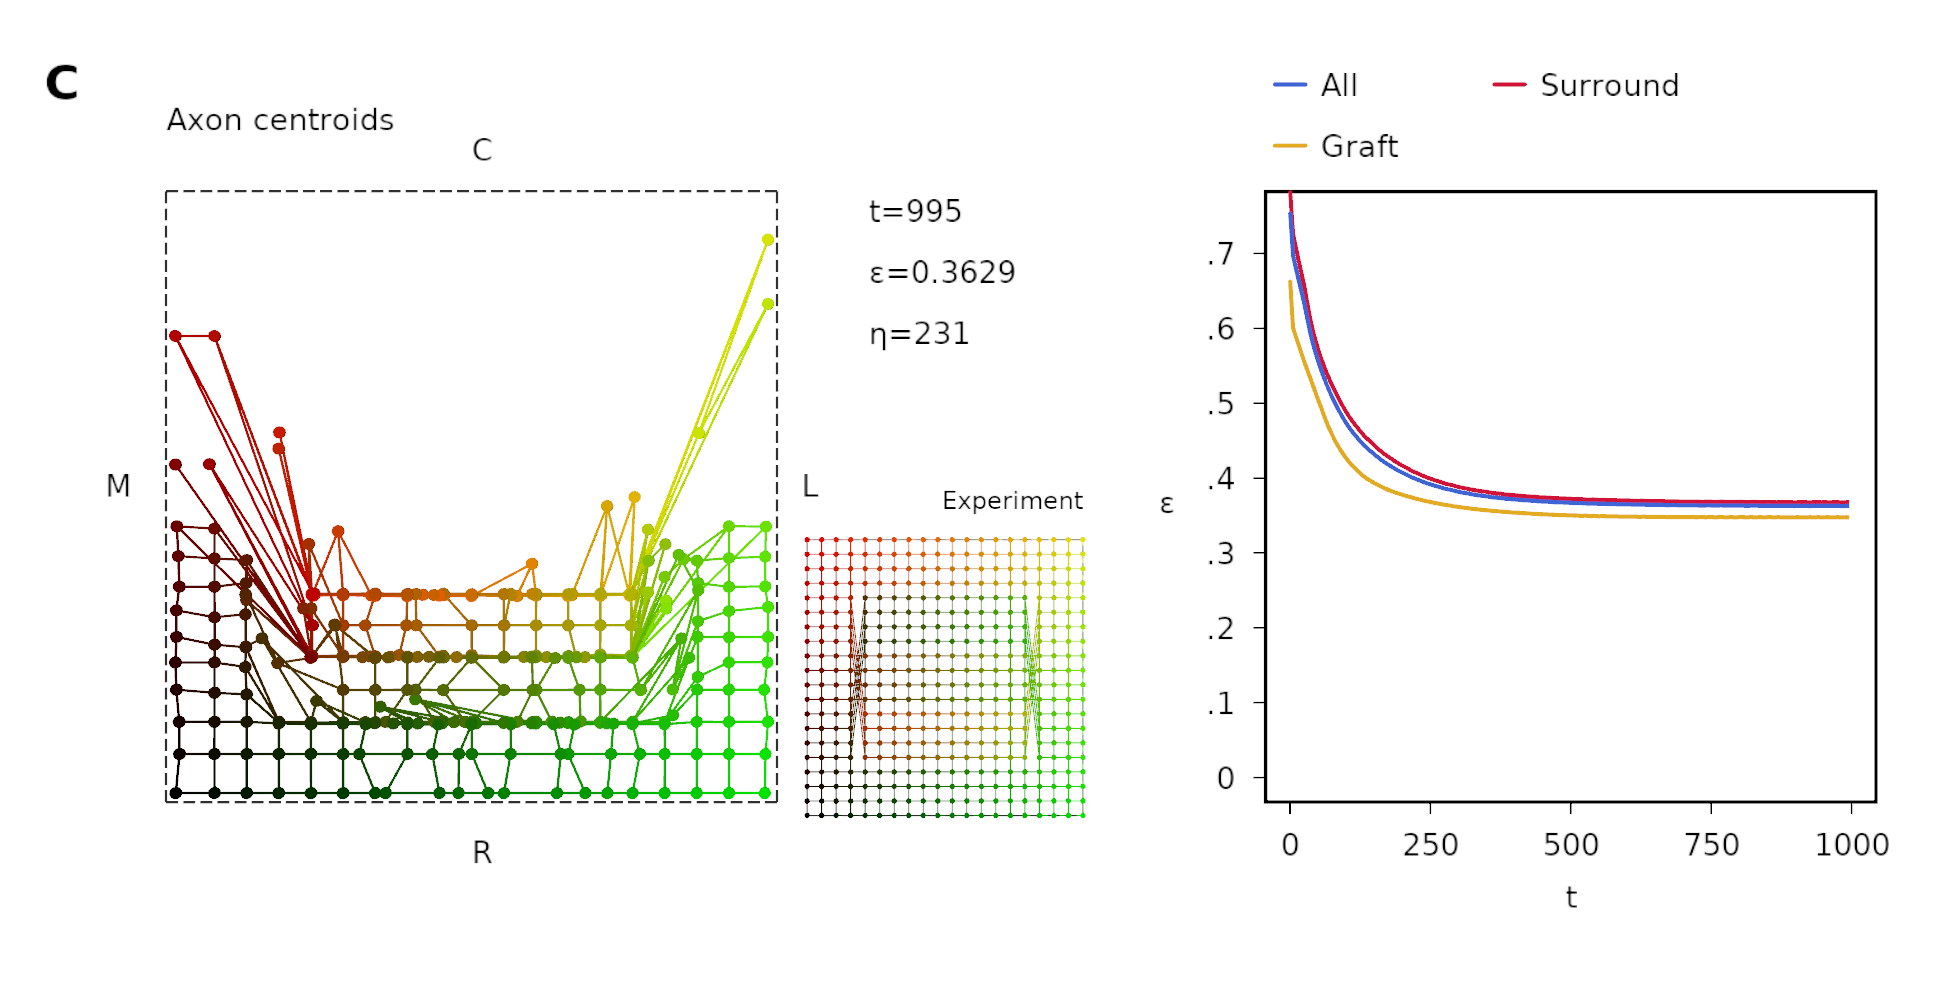 C
Axon centroids
C
M
L
R
t=995
ε=0.3629
η=231
Experiment
All
Surround
Graft
.7
.6
.5
.4
.3
.2
.1
0
ε
0 250 500 750 1000
t